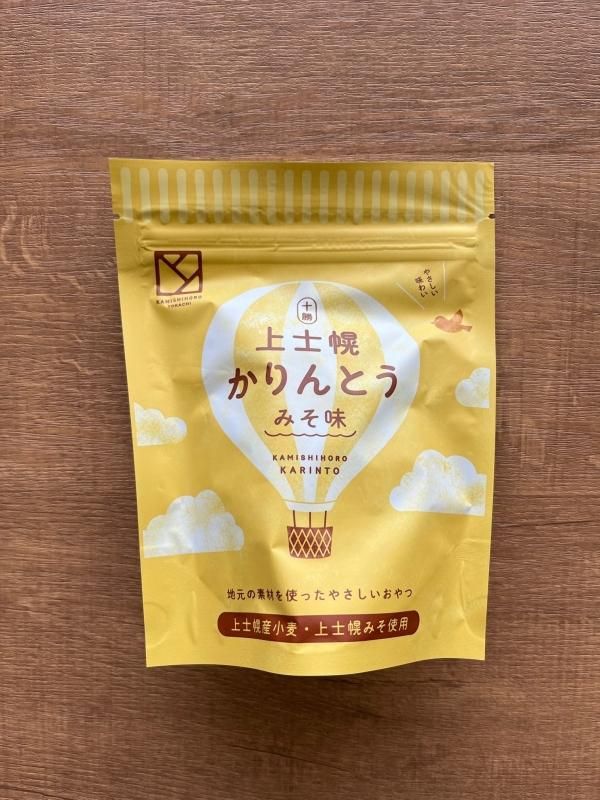 KAMISHIHORO
TOKACHI
やさしい
味わい
十勝
上士幌
かりんとう
みそ味
KAMISHIHORO
KARINTO
地元の素材を使ったやさしいおやつ
上士幌産小麦・上士幌みそ使用